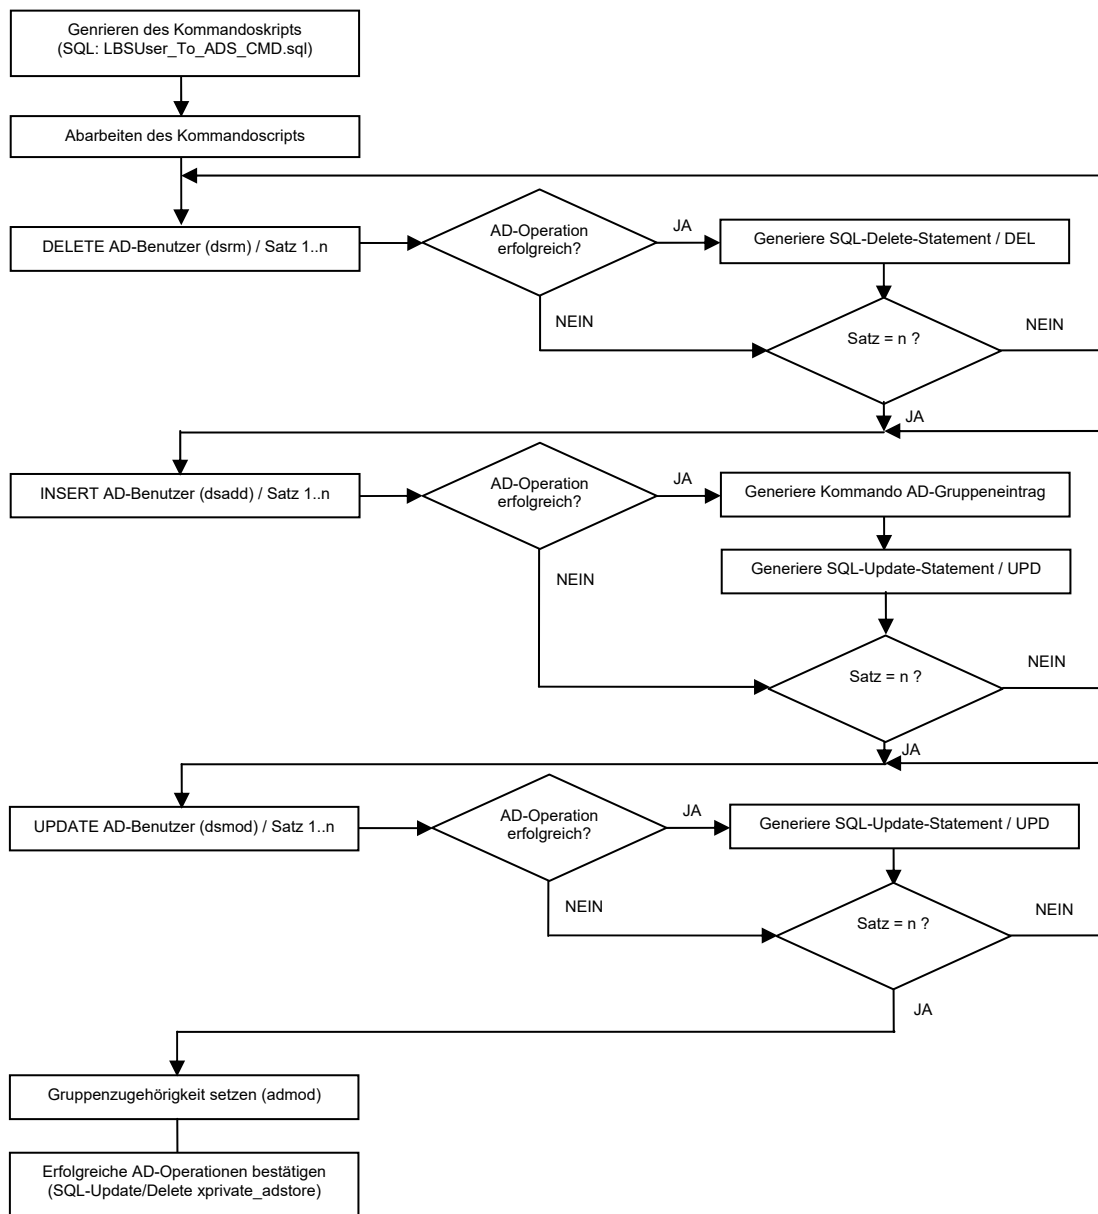 Genrieren des Kommandoskripts
(SQL: LBSUser_To_ADS_CMD.sql)
Abarbeiten des Kommandoscripts
DELETE AD-Benutzer (dsrm) / Satz 1..n
AD-Operation
erfolgreich?
JA
Generiere SQL-Delete-Statement / DEL
NEIN
Satz = n ?
NEIN
JA
INSERT AD-Benutzer (dsadd) / Satz 1..n
AD-Operation
erfolgreich?
JA
Generiere Kommando AD-Gruppeneintrag
Generiere SQL-Update-Statement / UPD
NEIN
Satz = n ?
NEIN
JA
UPDATE AD-Benutzer (dsmod) / Satz 1..n
AD-Operation
erfolgreich?
JA
Generiere SQL-Update-Statement / UPD
NEIN
Satz = n ?
NEIN
JA
Gruppenzugehörigkeit setzen (admod)
Erfolgreiche AD-Operationen bestätigen
(SQL-Update/Delete xprivate_adstore)